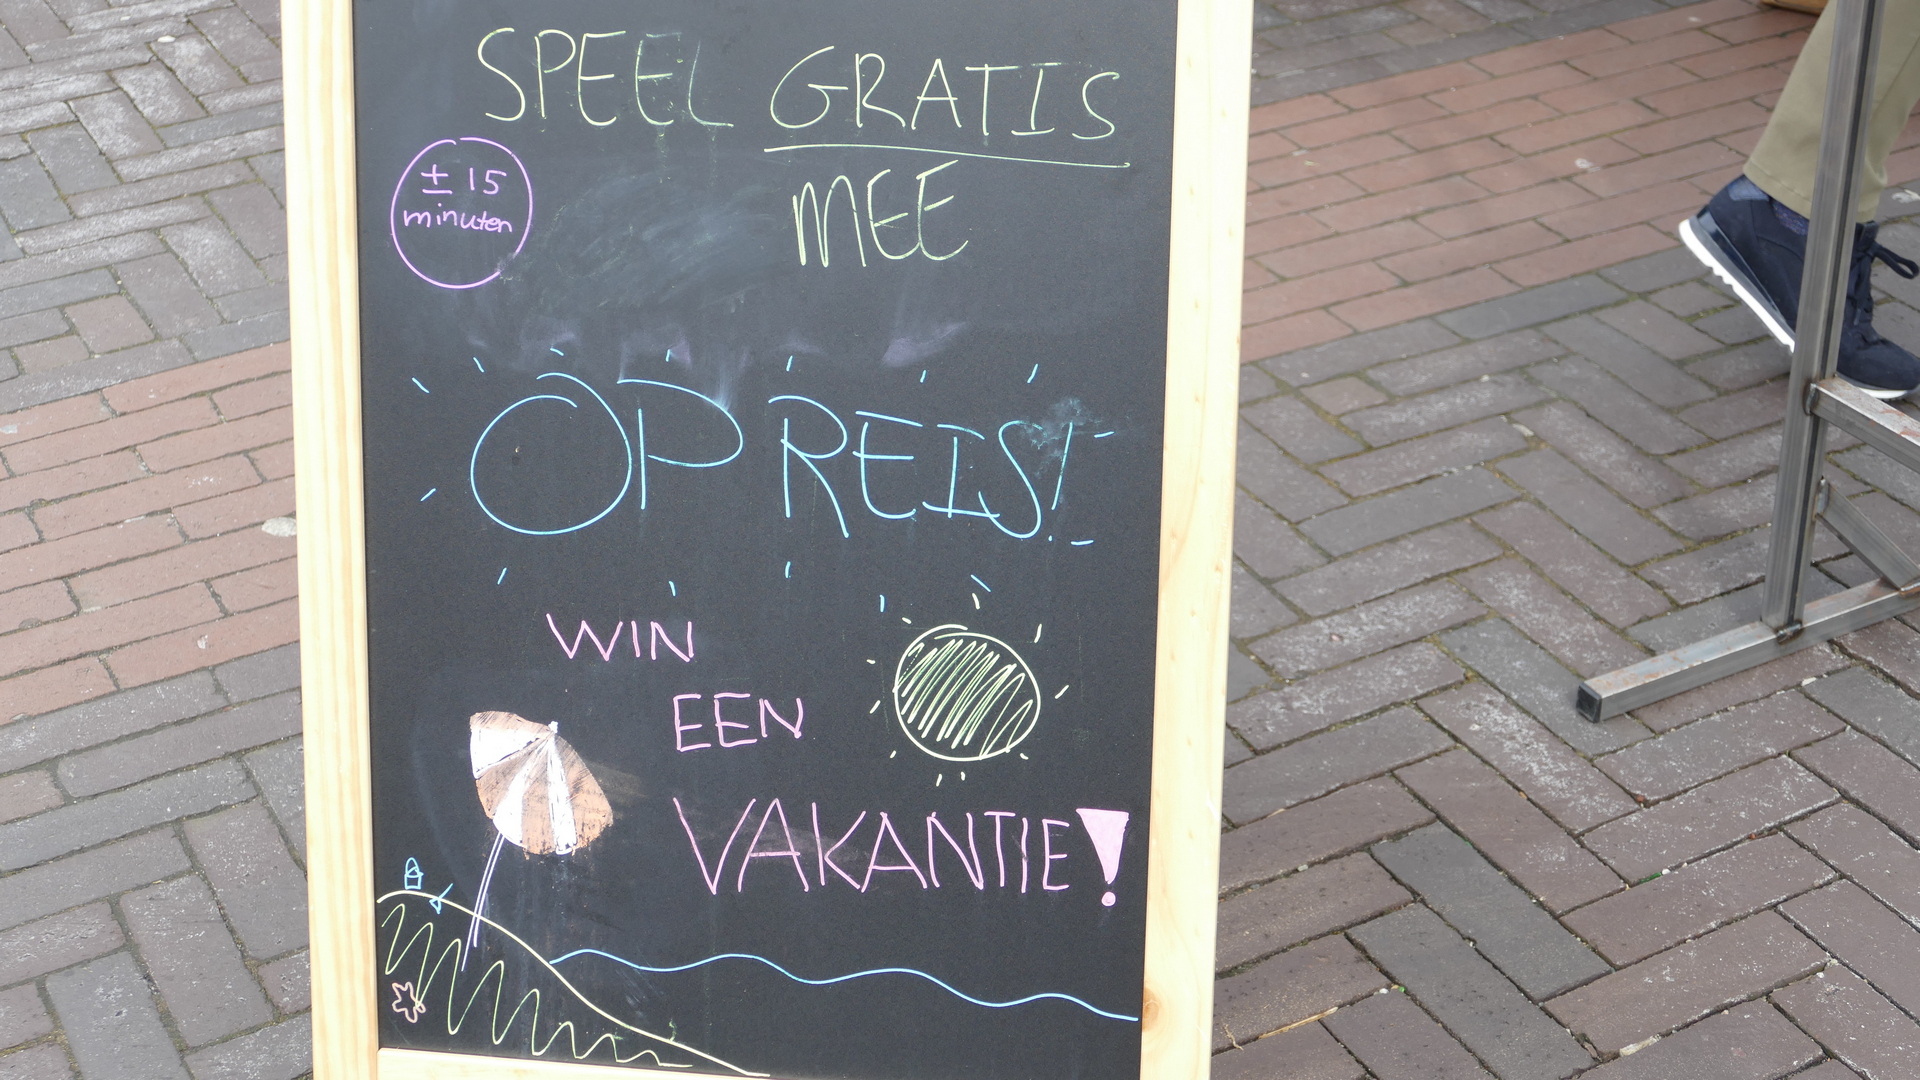 SPEEL GRATIS
MEE
± 15
minuten
OP REIS!
WIN
EEN
VAKANTIE!